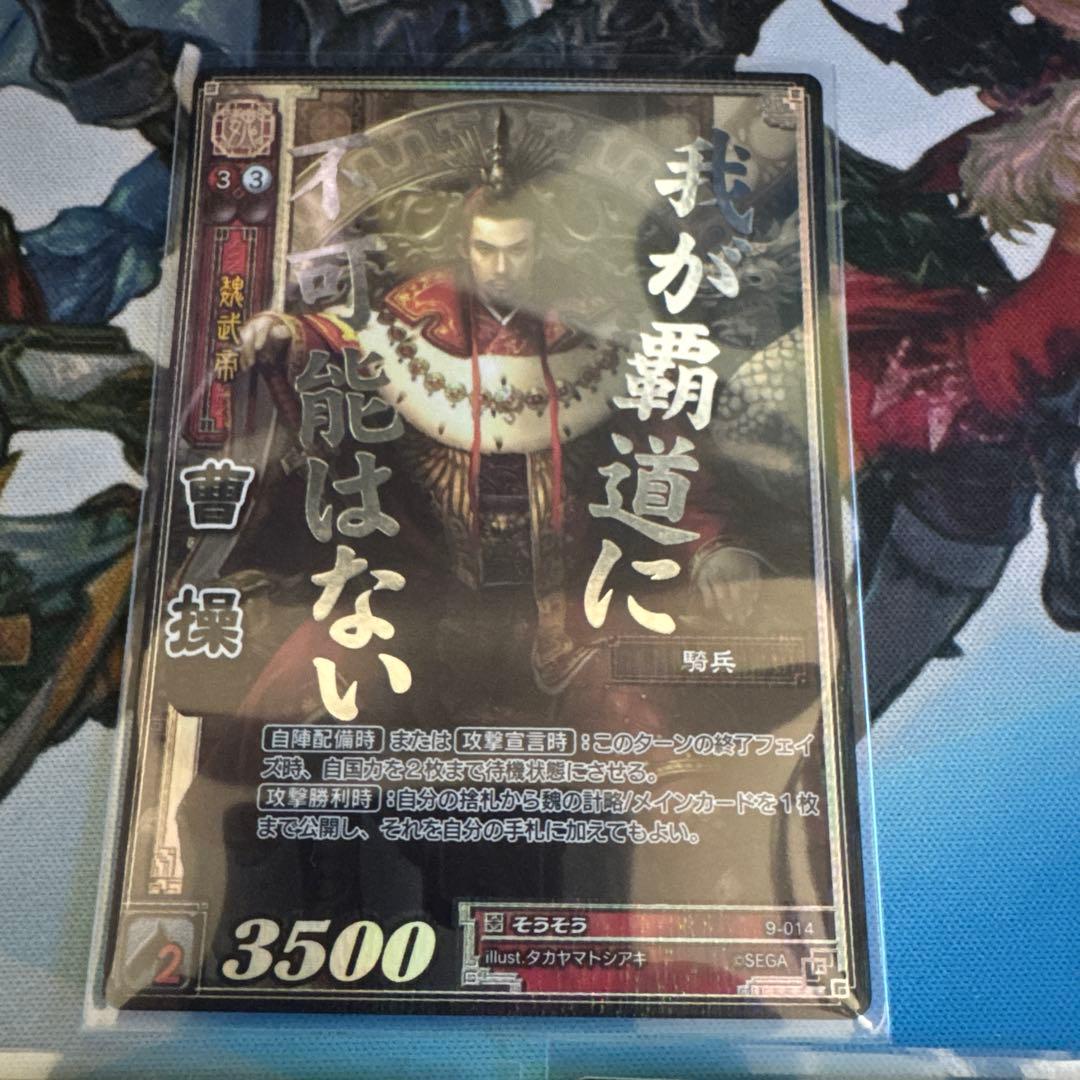 魏
3 3
我が覇道に
不可能はない
魏武帝
曹操
騎兵
自陣配備時 または 攻撃宣言時 :このターンの終了フェイ
ズ時、自国力を2枚まで待機状態にさせる。
攻撃勝利時 :自分の捨札から魏の計略/メインカードを1枚
まで公開し、それを自分の手札に加えてもよい。
2
3500
そうそう
9-014
illust.タカヤマトシアキ
©SEGA